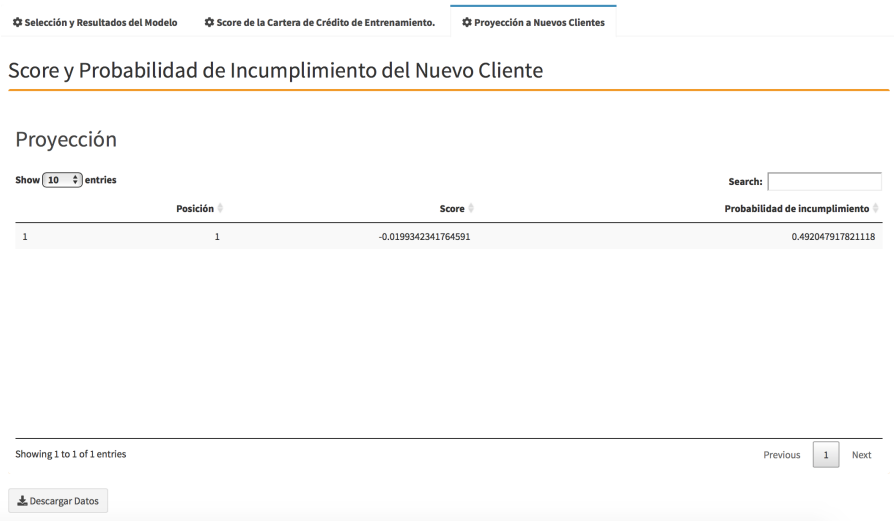 Selección y Resultados del Modelo Score de la Cartera de Crédito de Entrenamiento. Proyección a Nuevos Clientes
Score y Probabilidad de Incumplimiento del Nuevo Cliente
Proyección
Show 10 entries Search:
Posición Score Probabilidad de incumplimiento
1 1 -0.0199342341764591 0.492047917821118
Showing 1 to 1 of 1 entries Previous 1 Next
Descargar Datos